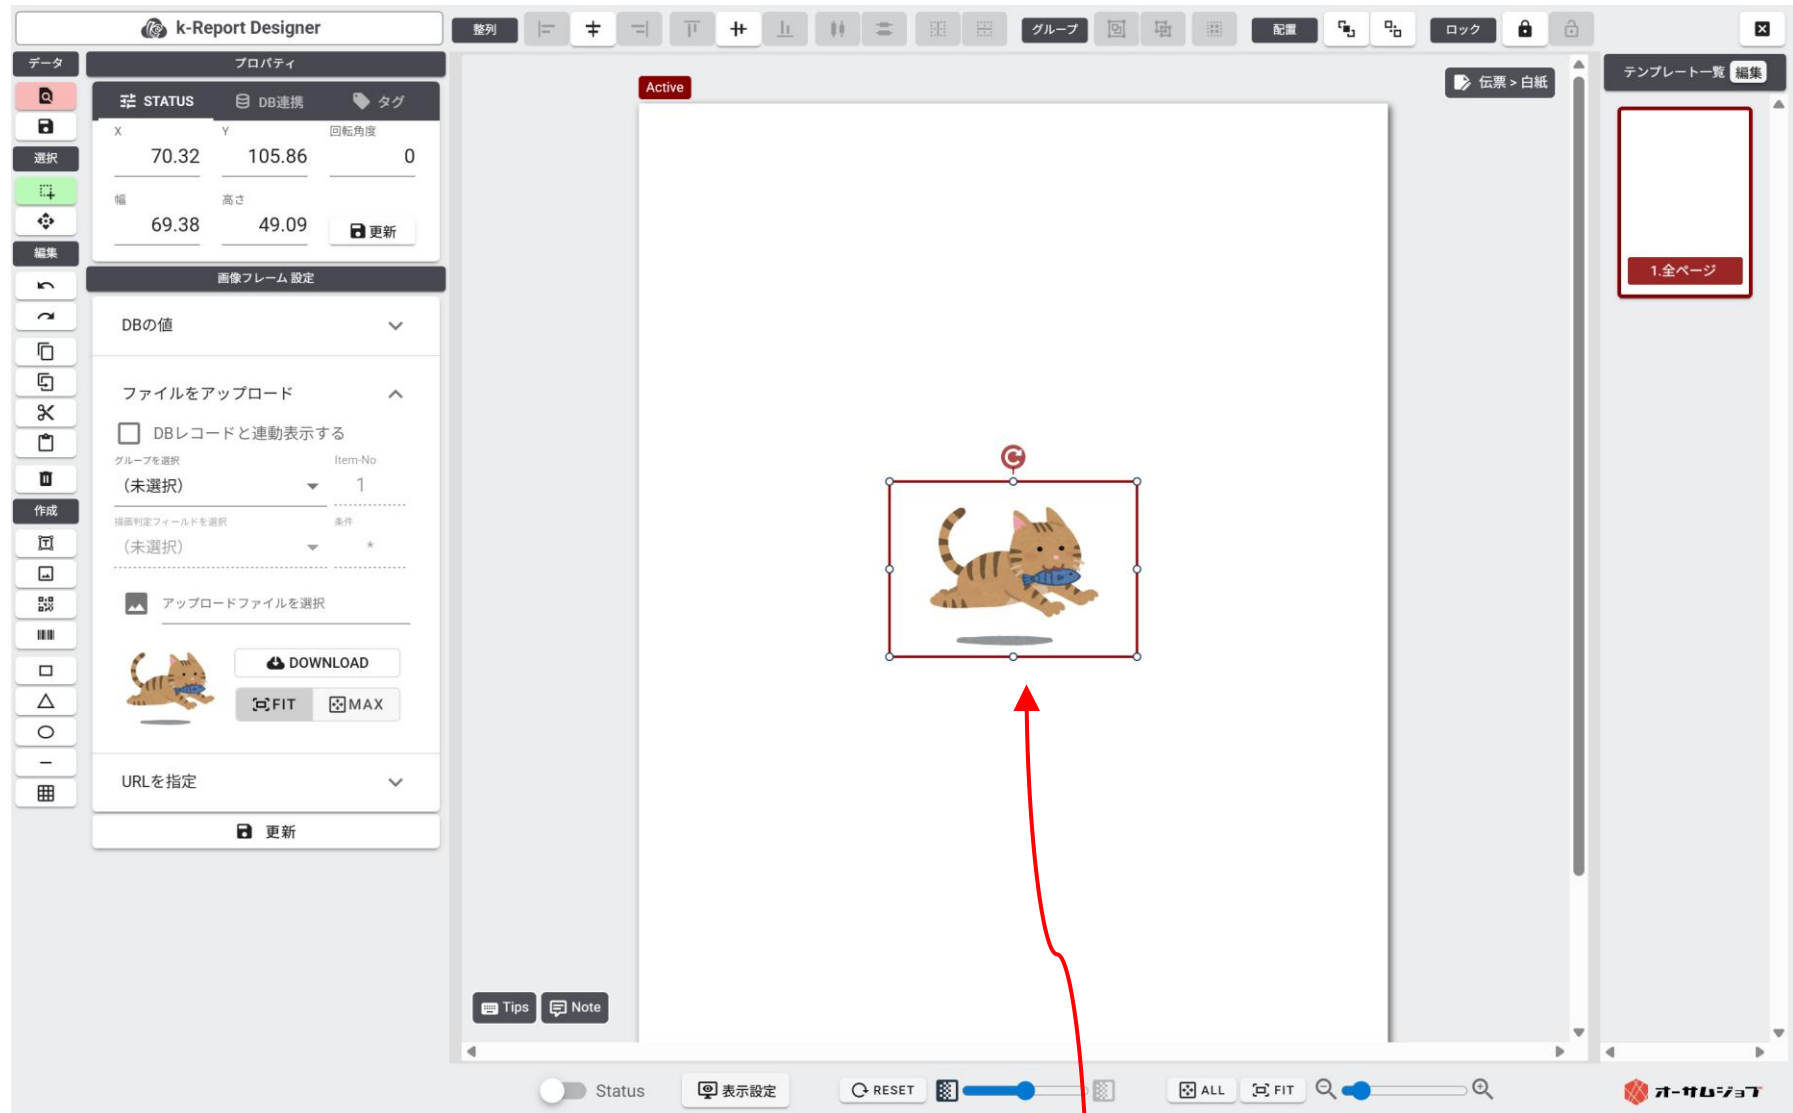 k-Report Designer
整列
グループ
配置
ロック
データ
選択
編集
作成
プロパティ
STATUS
DB連携
タグ
X
Y
回転角度
70.32
105.86
0
幅
高さ
69.38
49.09
更新
画像フレーム 設定
DBの値
ファイルをアップロード
DBレコードと連動表示する
グループを選択
Item-No
(未選択)
1
描画判定フィールドを選択
条件
(未選択)
*
アップロードファイルを選択
DOWNLOAD
FIT
MAX
URLを指定
更新
Active
伝票 > 白紙
テンプレート一覧
編集
1.全ページ
Tips
Note
Status
表示設定
RESET
ALL
FIT
オーサムジョブ